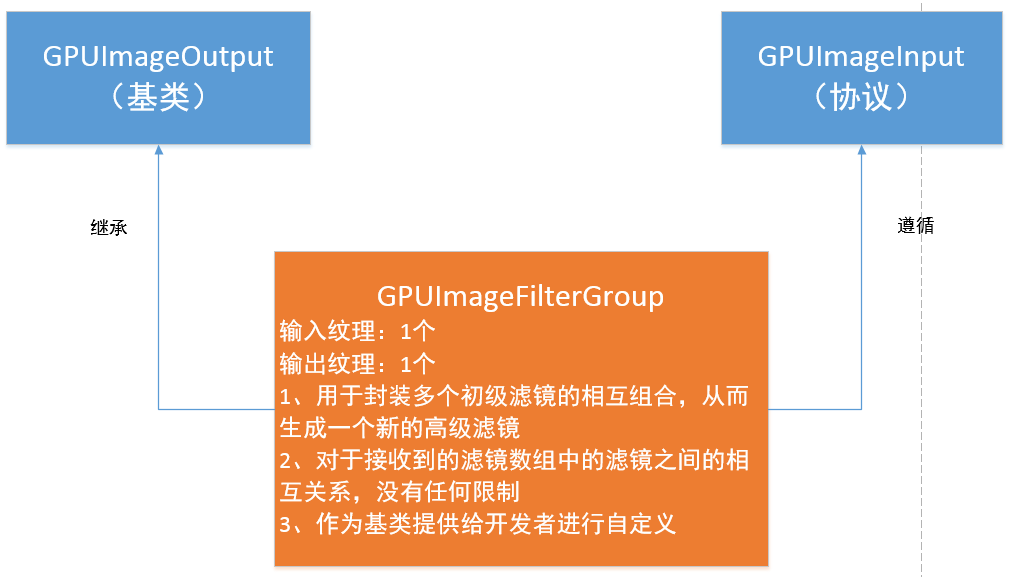 GPUImageOutput
（基类）
GPUImageInput
（协议）
继承
遵循
GPUImageFilterGroup
输入纹理：1个
输出纹理：1个
1、用于封装多个初级滤镜的相互组合，从而
生成一个新的高级滤镜
2、对于接收到的滤镜数组中的滤镜之间的相
互关系，没有任何限制
3、作为基类提供给开发者进行自定义